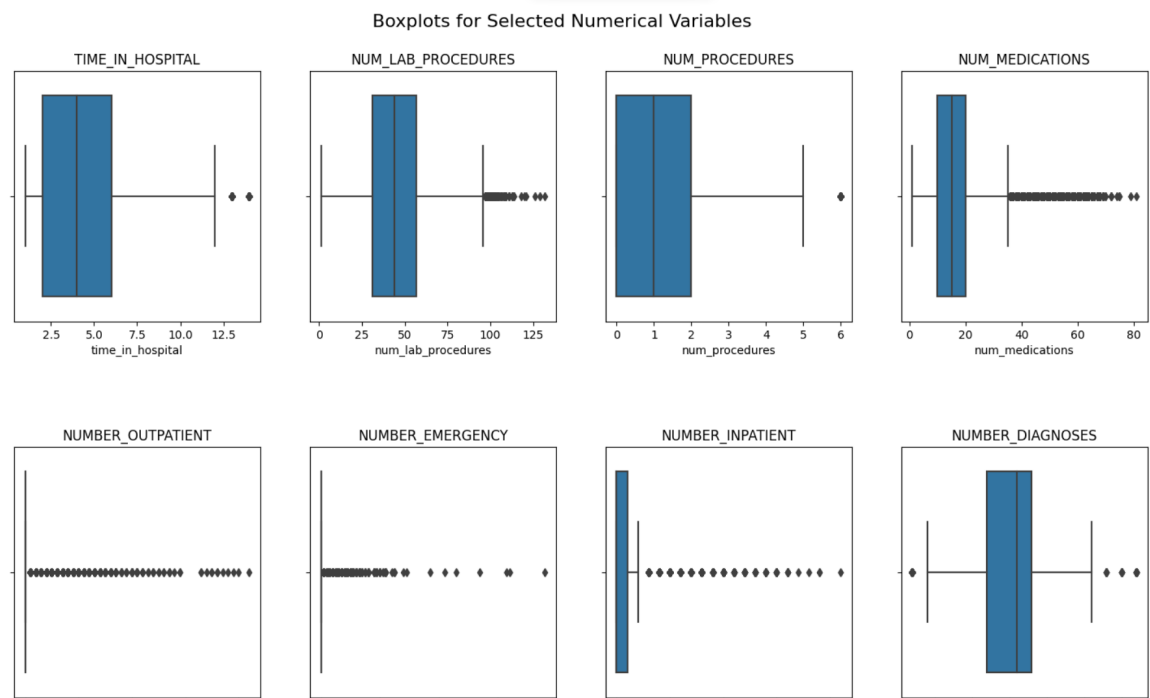 Boxplots for Selected Numerical Variables
TIME_IN_HOSPITAL
NUM_LAB_PROCEDURES
NUM_PROCEDURES
NUM_MEDICATIONS
2.5 5.0 7.5 10.0 12.5
0 25 50 75 100 125
0 1 2 3 4 5 6
0 20 40 60 80
time_in_hospital
num_lab_procedures
num_procedures
num_medications
NUMBER_OUTPATIENT
NUMBER_EMERGENCY
NUMBER_INPATIENT
NUMBER_DIAGNOSES